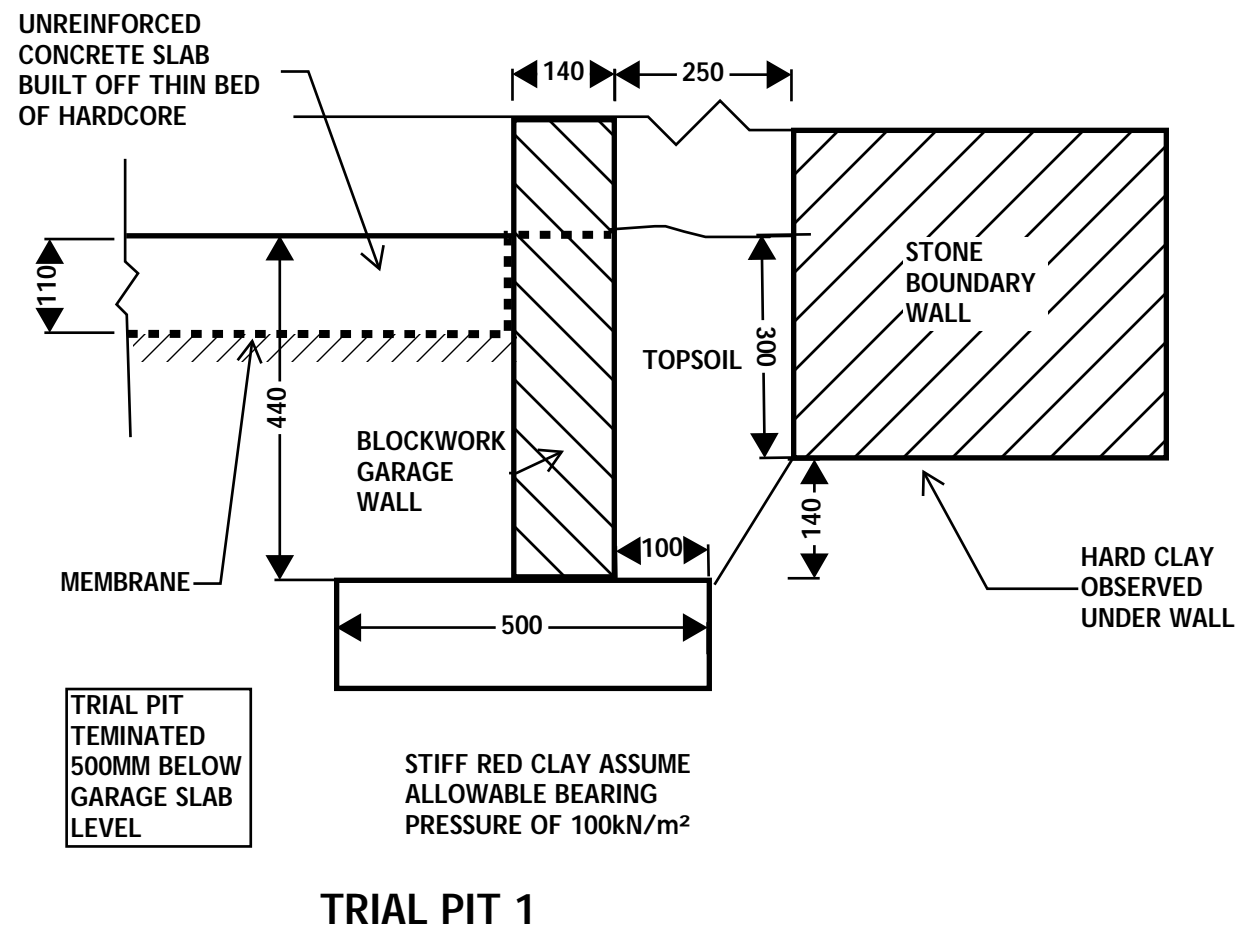 UNREINFORCED
CONCRETE SLAB
BUILT OFF THIN BED
OF HARDCORE
140
250
110
440
STONE
BOUNDARY
WALL
TOPSOIL
300
BLOCKWORK
GARAGE
WALL
140
100
MEMBRANE
500
HARD CLAY
OBSERVED
UNDER WALL
TRIAL PIT
TEMINATED
500MM BELOW
GARAGE SLAB
LEVEL
STIFF RED CLAY ASSUME
ALLOWABLE BEARING
PRESSURE OF 100kN/m²
TRIAL PIT 1